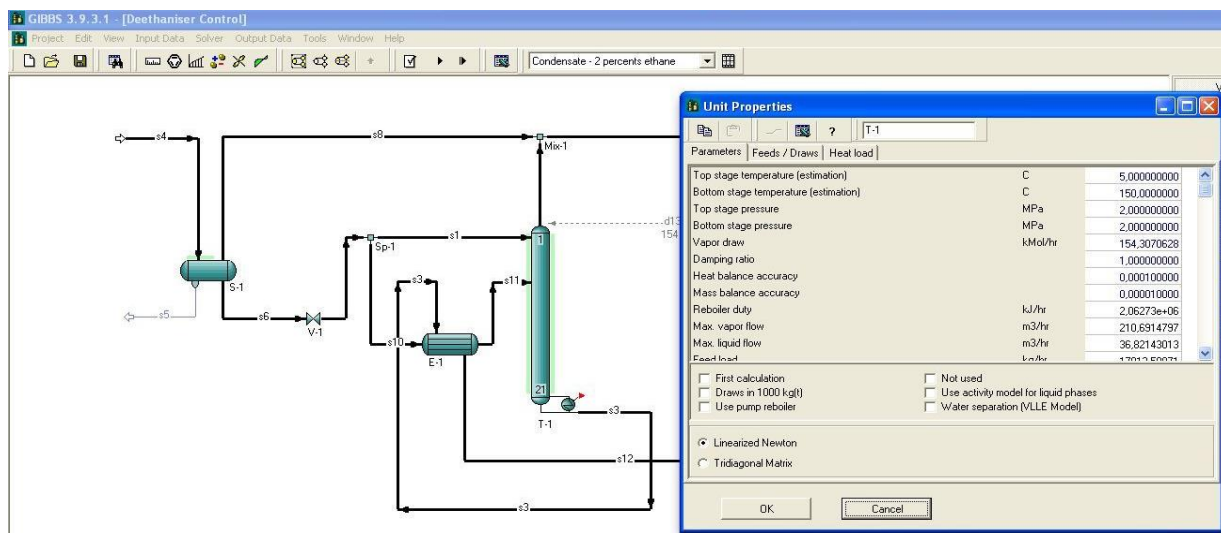 GIBBS 3.9.3.1 - [Deethaniser Control]
Project Edit View Input Data Solver Output Data Tools Window Help
Condensate - 2 percents ethane
s4
s8
Mix-1
s1
Sp-1
d13
154
1
s3
s11
S-1
s5
s6
V-1
s10
E-1
21
T-1
s3
s12
s3
Unit Properties
? T-1
Parameters Feeds / Draws Heat load
Top stage temperature (estimation) C 5,000000000
Bottom stage temperature (estimation) C 150,0000000
Top stage pressure MPa 2,000000000
Bottom stage pressure MPa 2,000000000
Vapor draw kMol/hr 154,3070628
Damping ratio 1,000000000
Heat balance accuracy 0,000100000
Mass balance accuracy 0,000010000
Reboiler duty kJ/hr 2,06273e+06
Max. vapor flow m3/hr 210,6914797
Max. liquid flow m3/hr 36,82143013
Feed load kg/hr
First calculation Not used
Draws in 1000 kg(t) Use activity model for liquid phases
Use pump reboiler Water separation (VLLE Model)
Linearized Newton
Tridiagonal Matrix
OK Cancel